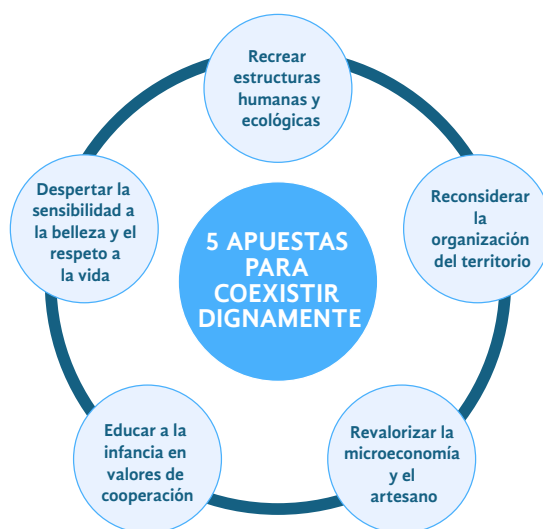 Recrear
estructuras
humanas y
ecológicas
Reconsiderar
la
organización
del territorio
Revalorizar la
microeconomía
y el
artesano
Educar a la
infancia en
valores de
cooperación
Despertar la
sensibilidad a
la belleza y el
respeto a
la vida
5 APUESTAS
PARA
COEXISTIR
DIGNAMENTE